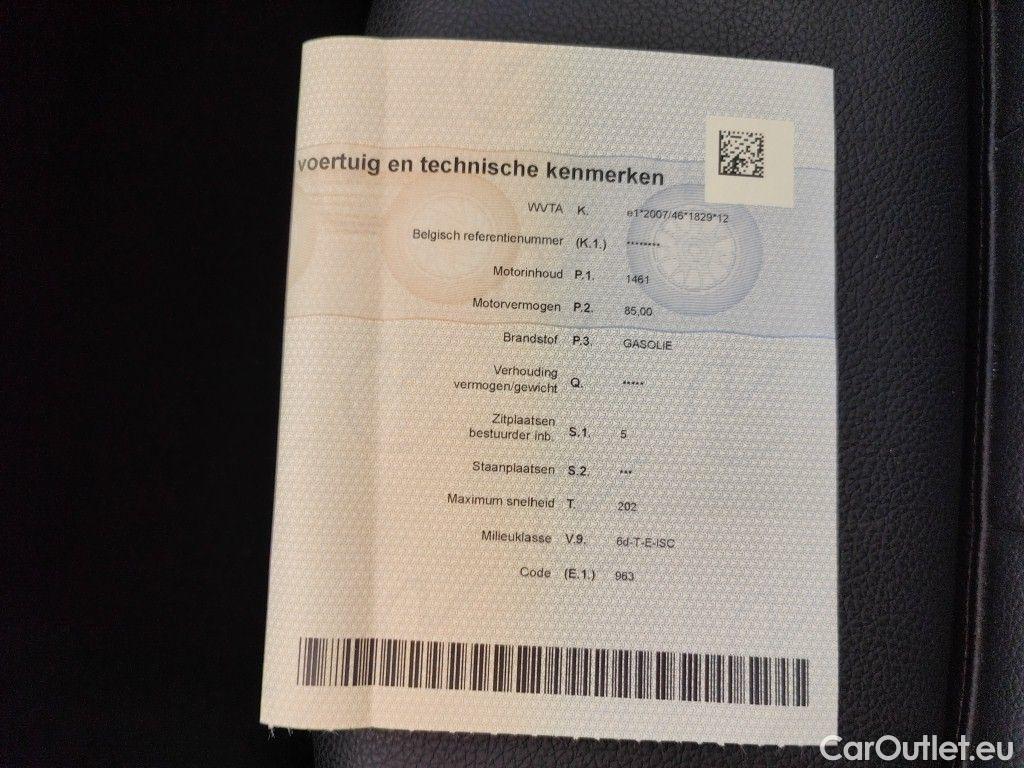 voertuig en technische kenmerken
WVTA K. e1*2007/46*1829*12
Belgisch referentienummer (K.1.) ********
Motorinhoud P.1. 1461
Motorvermogen P.2. 85,00
Brandstof P.3. GASOLIE
Verhouding
vermogen/gewicht Q. *****
Zitplaatsen
bestuurder inb. S.1. 5
Staanplaatsen S.2. ***
Maximum snelheid T. 202
Milieuklasse V.9. 6d-T-E-ISC
Code (E.1.) 963
CarOutlet.eu